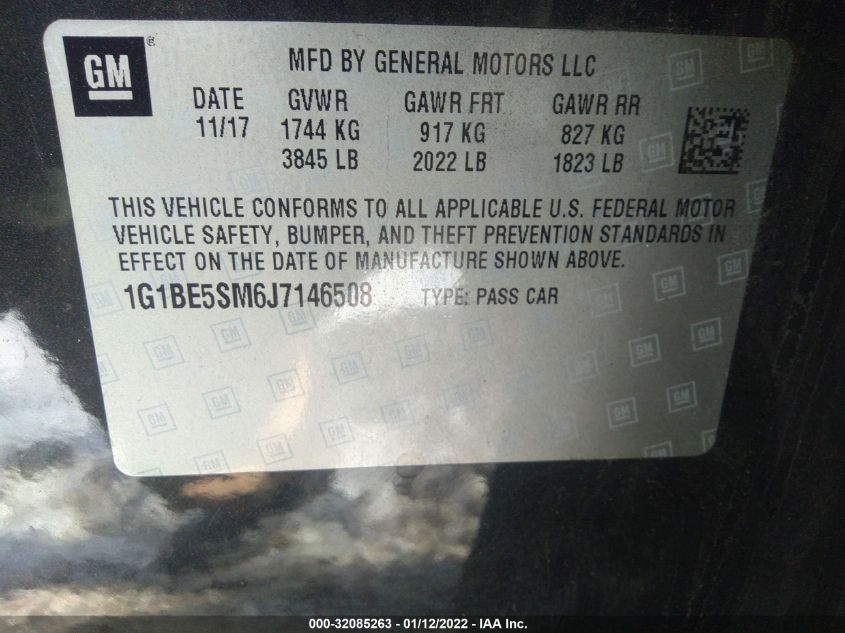 GM
MFD BY GENERAL MOTORS LLC
DATE GVWR GAWR FRT GAWR RR
11/17 1744 KG 917 KG 827 KG
3845 LB 2022 LB 1823 LB
THIS VEHICLE CONFORMS TO ALL APPLICABLE U.S. FEDERAL MOTOR
VEHICLE SAFETY, BUMPER, AND THEFT PREVENTION STANDARDS IN
EFFECT ON THE DATE OF MANUFACTURE SHOWN ABOVE.
1G1BE5SM6J7146508 TYPE: PASS CAR
000-32085263 - 01/12/2022 - IAA Inc.